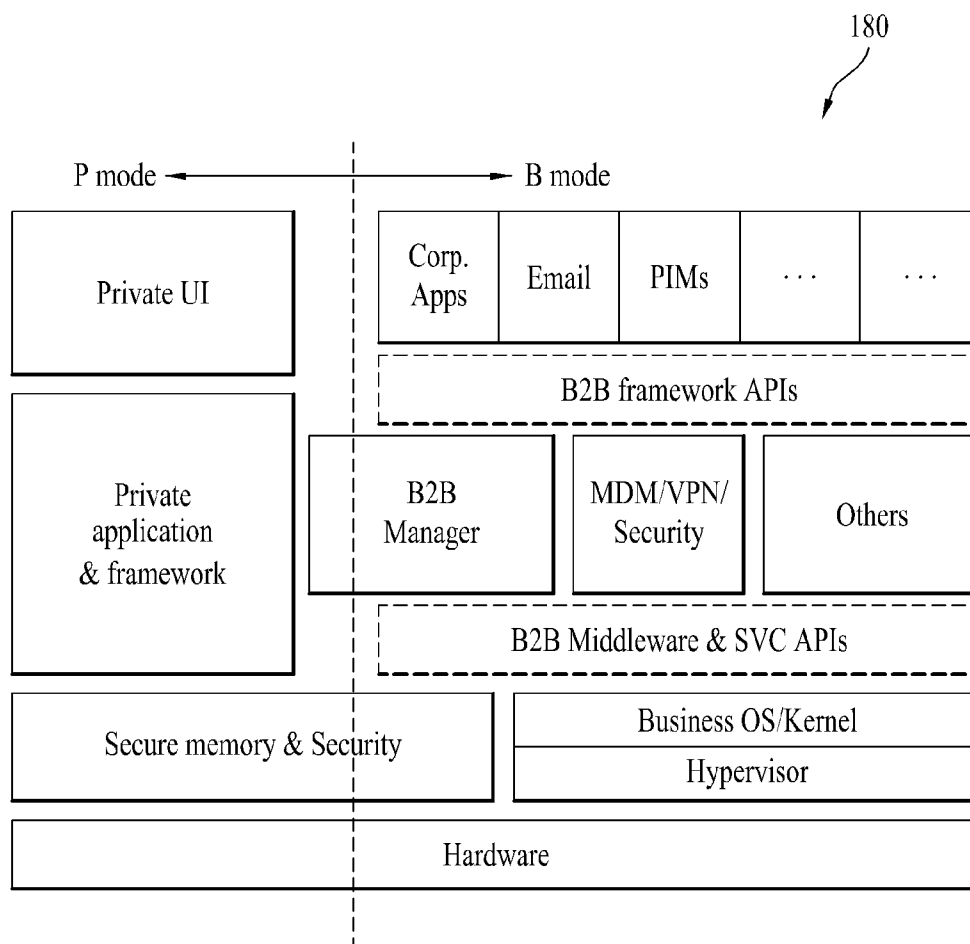 180
P mode
B mode
Private UI
Corp.
Apps
Email
PIMs
. . .
. . .
B2B framework APIs
Private
application
& framework
B2B
Manager
MDM/VPN/
Security
Others
B2B Middleware & SVC APIs
Secure memory & Security
Business OS/Kernel
Hypervisor
Hardware